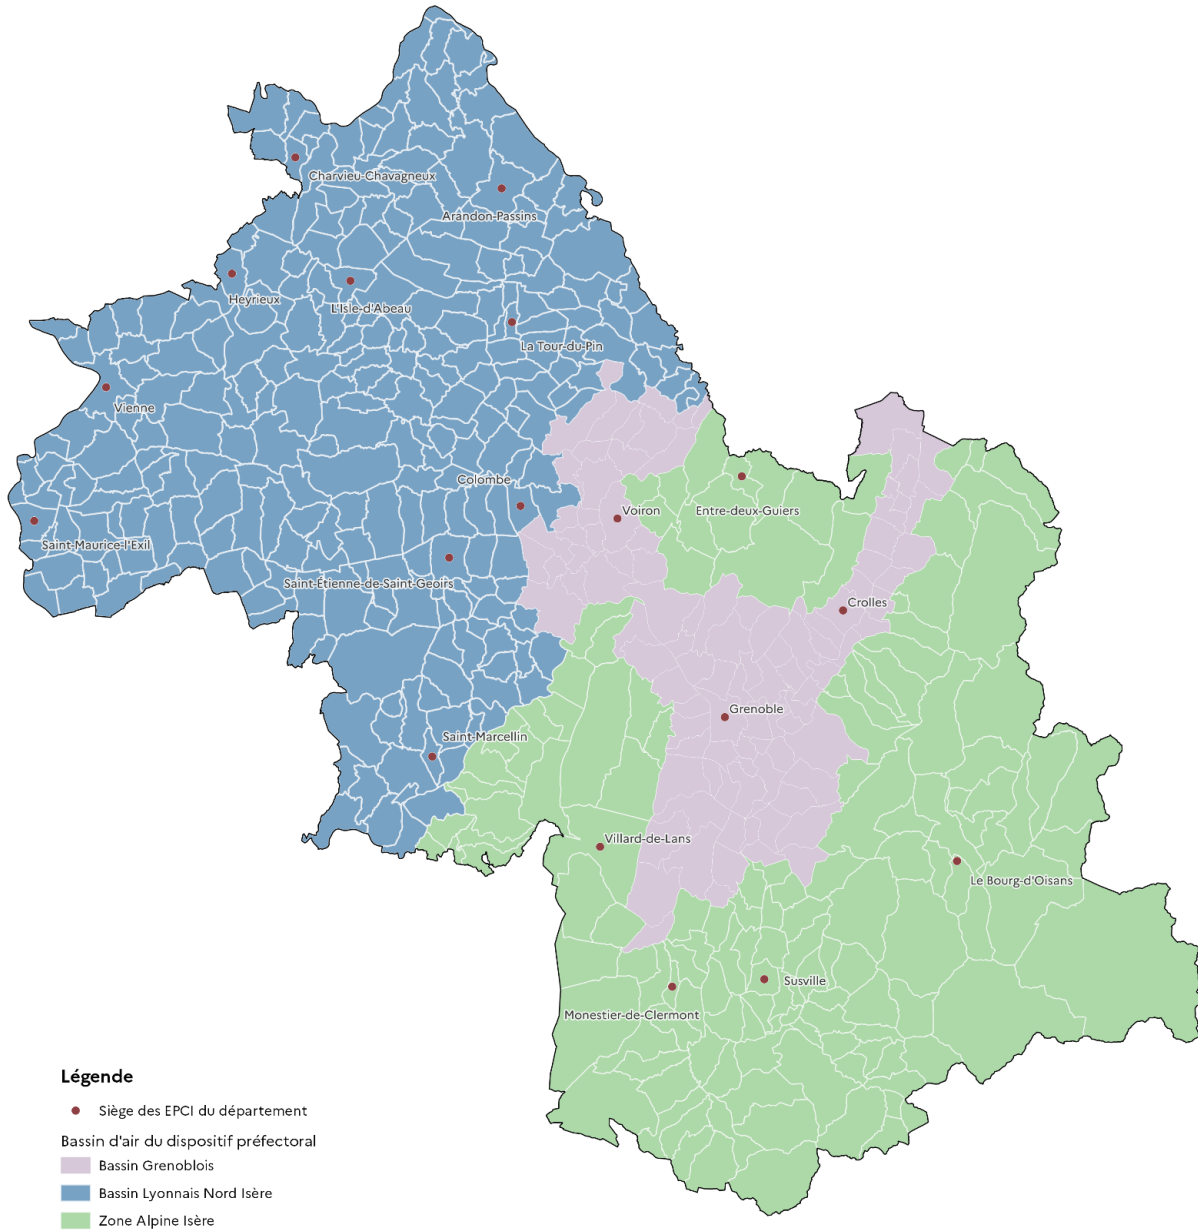 Charvieu-Chavagneux
Arandon-Passins
Heyrieux
L'Isle-d'Abeau
La Tour-du-Pin
Vienne
Colombe
Voiron
Entre-deux-Guiers
Saint-Maurice-l'Exil
Saint-Étienne-de-Saint-Geoirs
Crolles
Grenoble
Saint-Marcellin
Villard-de-Lans
Le Bourg-d'Oisans
Susville
Monestier-de-Clermont
Légende
Siège des EPCI du département
Bassin d'air du dispositif préfectoral
Bassin Grenoblois
Bassin Lyonnais Nord Isère
Zone Alpine Isère